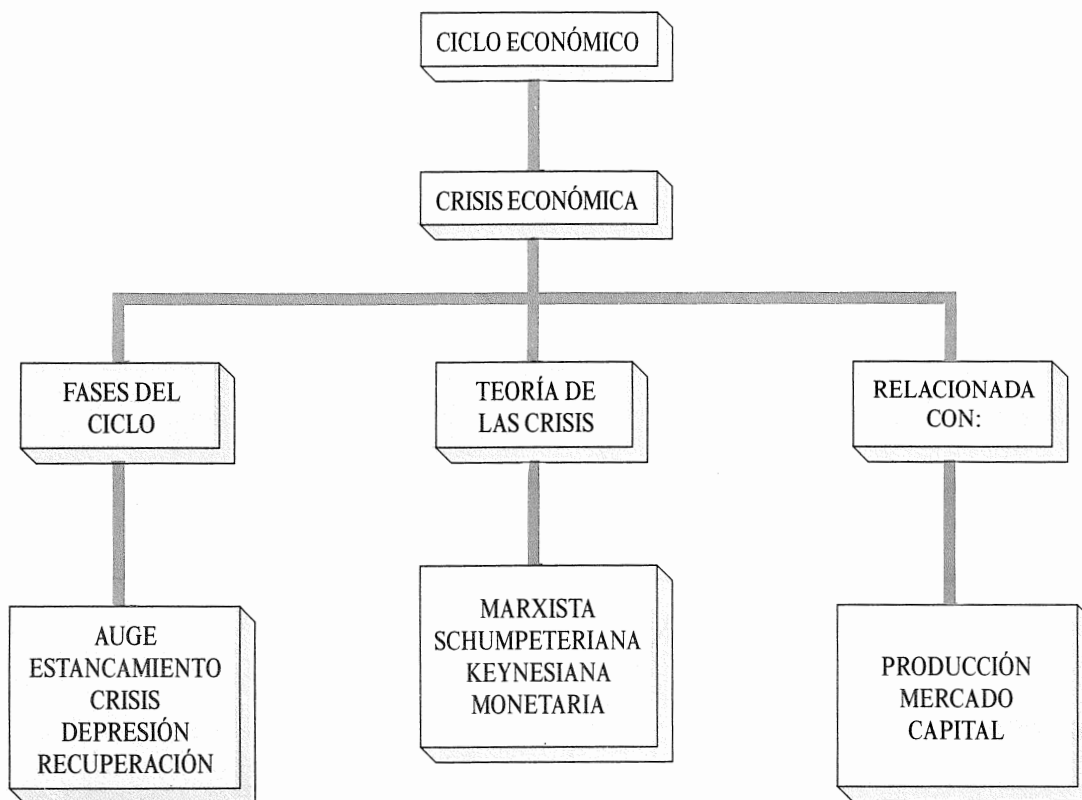 CICLO ECONÓMICO
CRISIS ECONÓMICA
FASES DEL
CICLO
TEORÍA DE
LAS CRISIS
RELACIONADA
CON:
AUGE
ESTANCAMIENTO
CRISIS
DEPRESIÓN
RECUPERACIÓN
MARXISTA
SCHUMPETERIANA
KEYNESIANA
MONETARIA
PRODUCCIÓN
MERCADO
CAPITAL